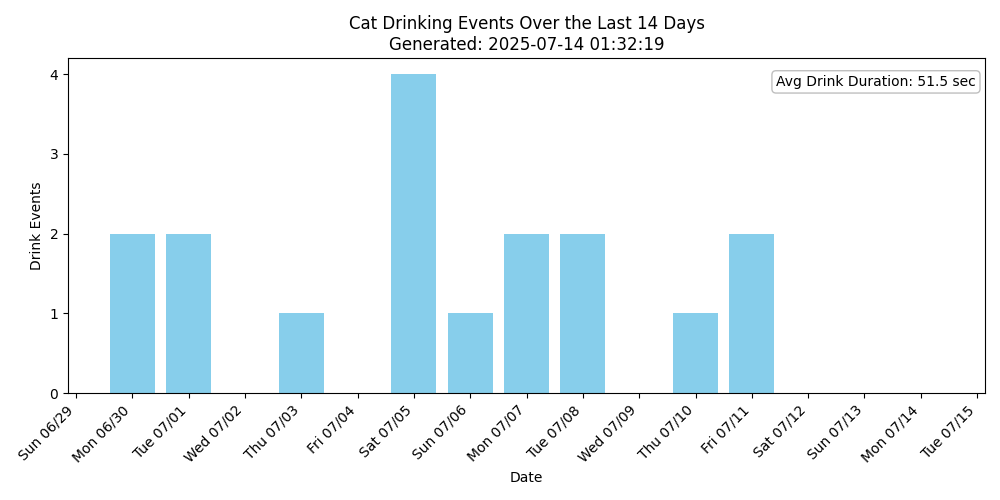 Cat Drinking Events Over the Last 14 Days
Generated: 2025-07-14 01:32:19
Avg Drink Duration: 51.5 sec
4
3
2
1
0
Drink Events
Sun 06/29
Mon 06/30
Tue 07/01
Wed 07/02
Thu 07/03
Fri 07/04
Sat 07/05
Sun 07/06
Mon 07/07
Tue 07/08
Wed 07/09
Thu 07/10
Fri 07/11
Sat 07/12
Sun 07/13
Mon 07/14
Tue 07/15
Date